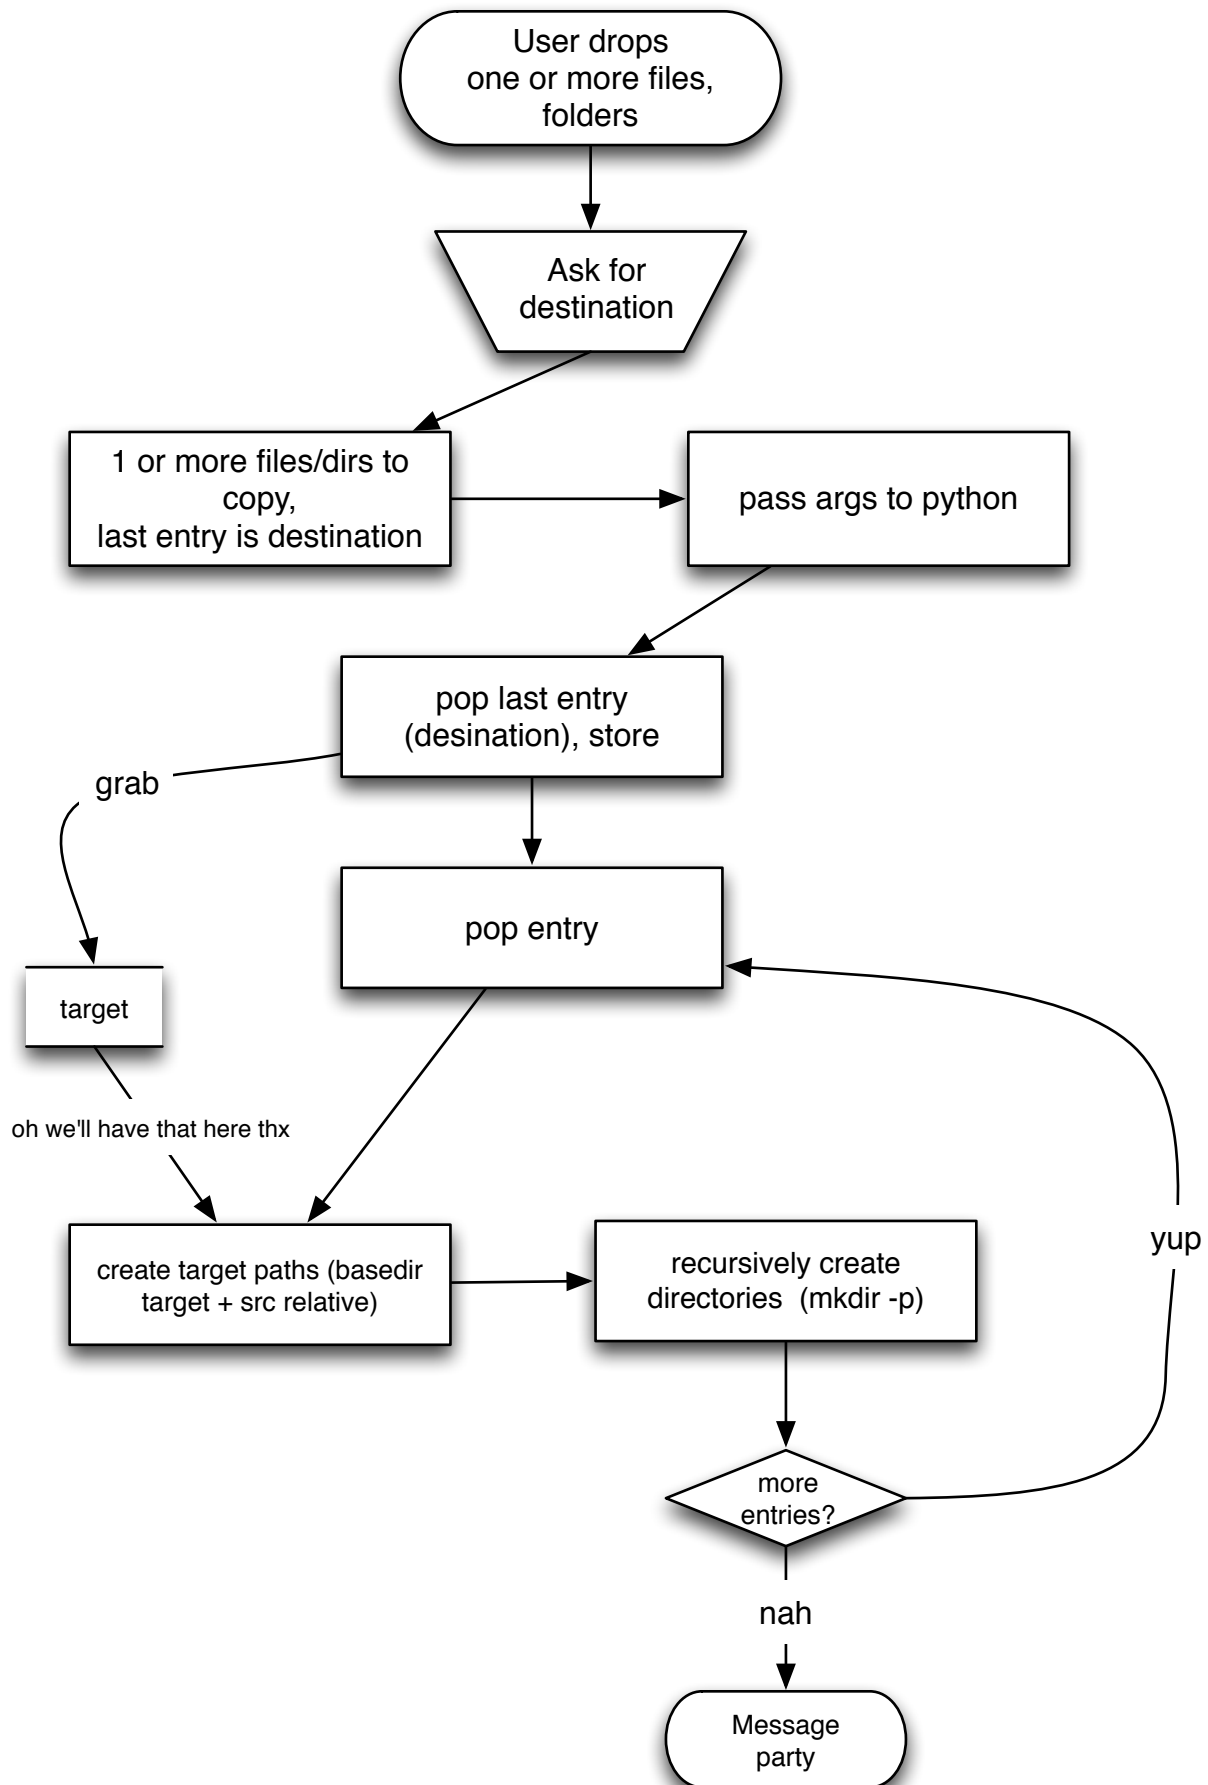 User drops
one or more files,
folders
Ask for
destination
1 or more files/dirs to
copy,
last entry is destination
pass args to python
pop last entry
(desination), store
grab
pop entry
target
oh we'll have that here thx
create target paths (basedir
target + src relative)
recursively create
directories  (mkdir -p)
yup
more
entries?
nah
Message
party